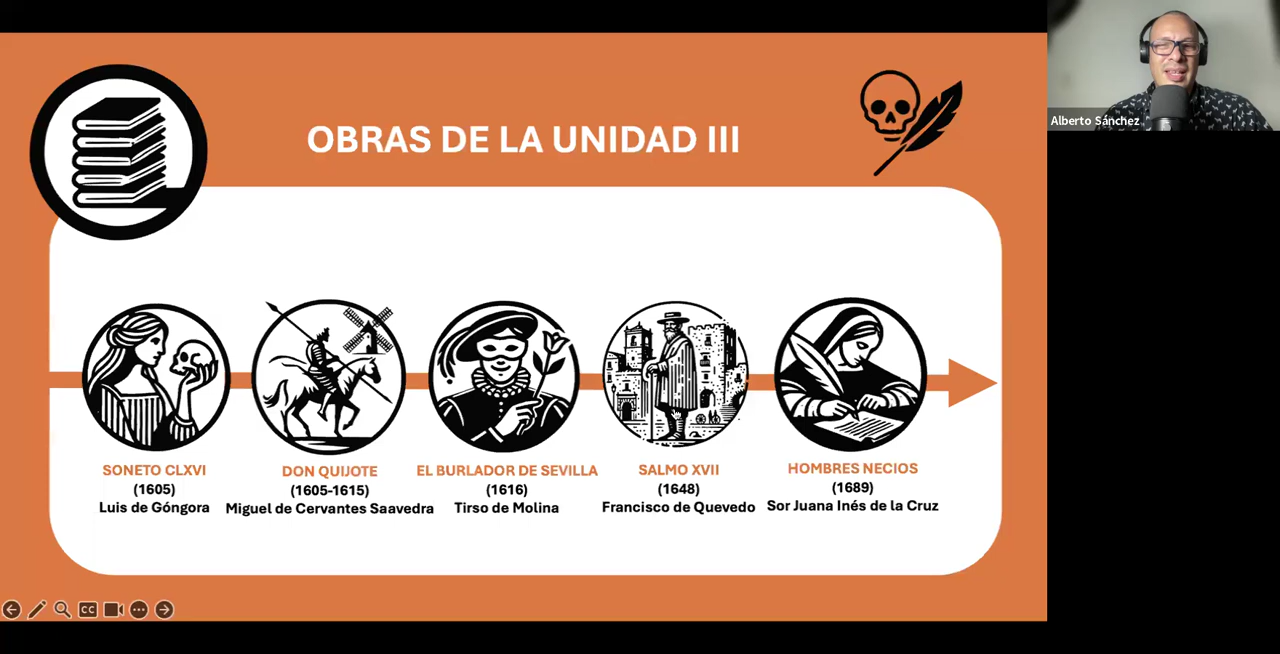 OBRAS DE LA UNIDAD III
Alberto Sánchez
SONETO CLXVI
(1605)
Luis de Góngora
DON QUIJOTE
(1605-1615)
Miguel de Cervantes Saavedra
EL BURLADOR DE SEVILLA
(1616)
Tirso de Molina
SALMO XVII
(1648)
Francisco de Quevedo
HOMBRES NECIOS
(1689)
Sor Juana Inés de la Cruz
CC